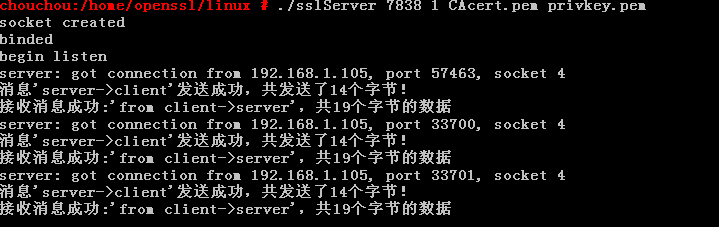 chouchou:/home/openssl/linux # ./sslServer 7838 1 CAcert.pem privkey.pem
socket created
binded
begin listen
server: got connection from 192.168.1.105, port 57463, socket 4
消息'server->client'发送成功，共发送了14个字节！
接收消息成功:'from client->server'，共19个字节的数据
server: got connection from 192.168.1.105, port 33700, socket 4
消息'server->client'发送成功，共发送了14个字节！
接收消息成功:'from client->server'，共19个字节的数据
server: got connection from 192.168.1.105, port 33701, socket 4
消息'server->client'发送成功，共发送了14个字节！
接收消息成功:'from client->server'，共19个字节的数据